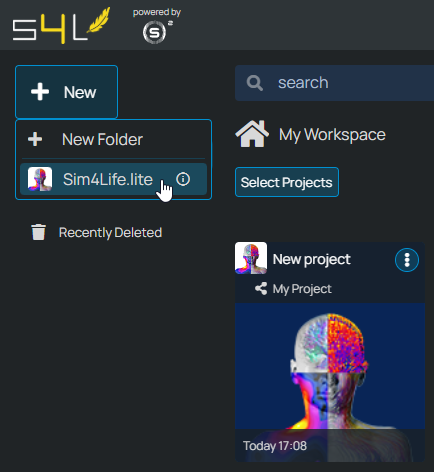 S4L
powered by
S2
New
New Folder
Sim4Life.lite
Recently Deleted
search
My Workspace
Select Projects
New project
My Project
Today 17:08